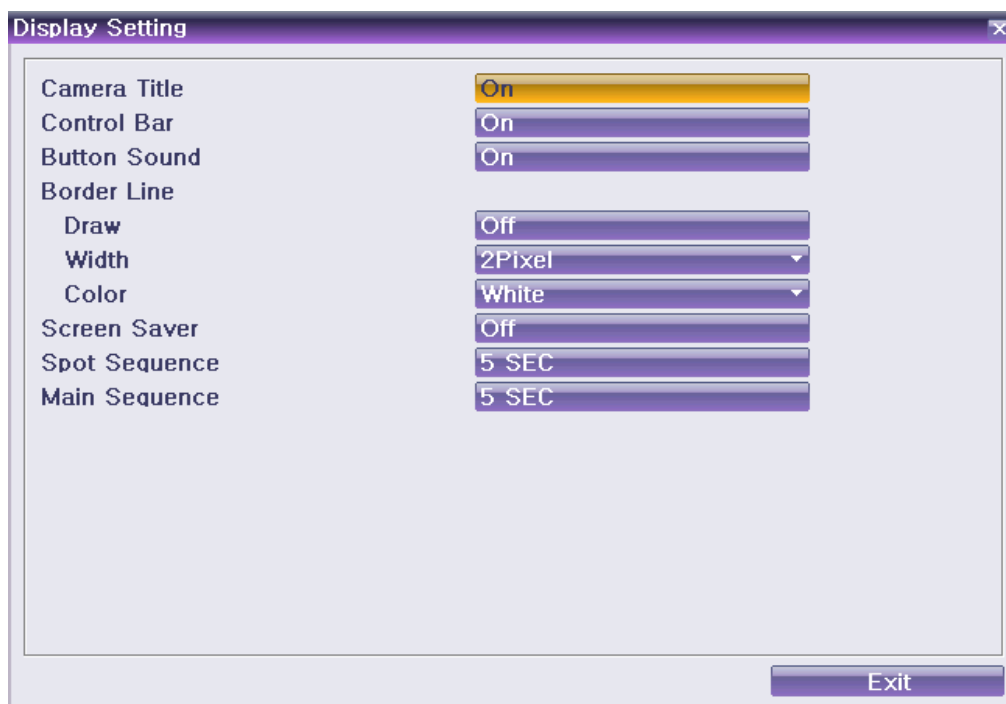 Display Setting
Camera Title On
Control Bar On
Button Sound On
Border Line
Draw Off
Width 2Pixel
Color White
Screen Saver Off
Spot Sequence 5 SEC
Main Sequence 5 SEC
Exit